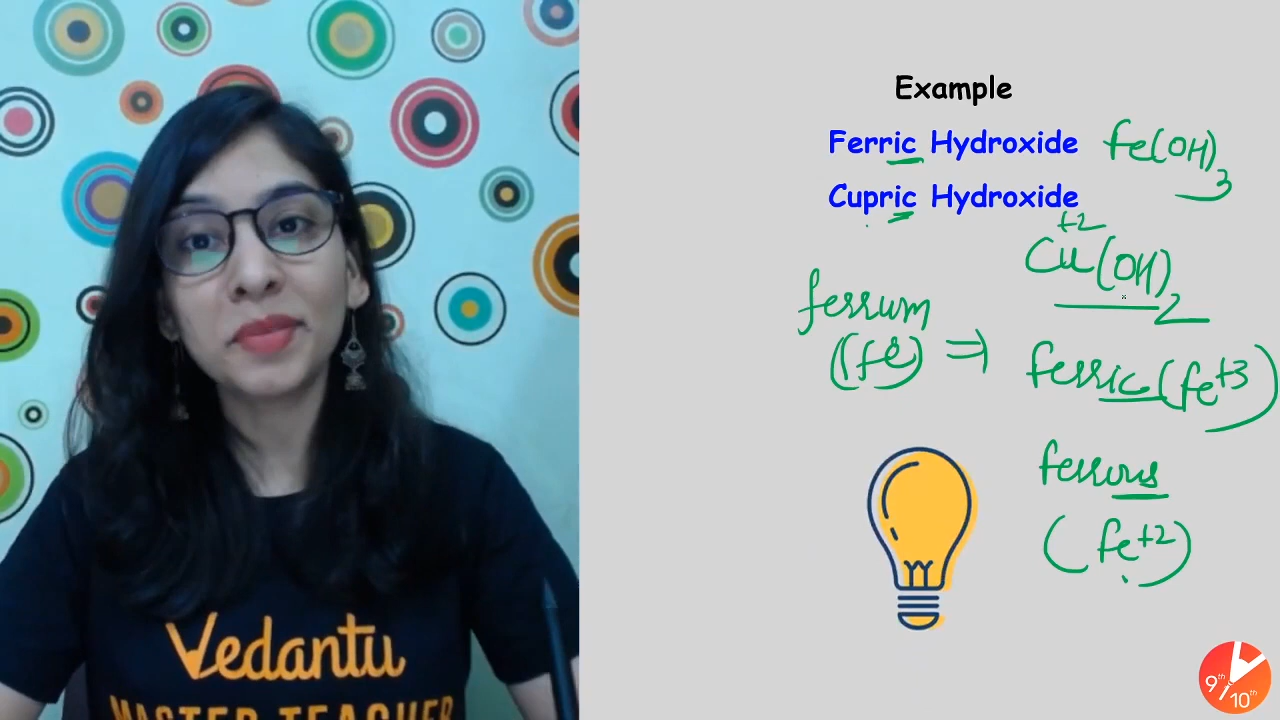 Example
Ferric Hydroxide Fe(OH)3
Cupric Hydroxide
+2
Cu(OH)2
ferrum
(fe) ⇒ ferric (fe+3)
ferrous
(fe+2)
Vedantu
MASTER TEACHER
9th 10th